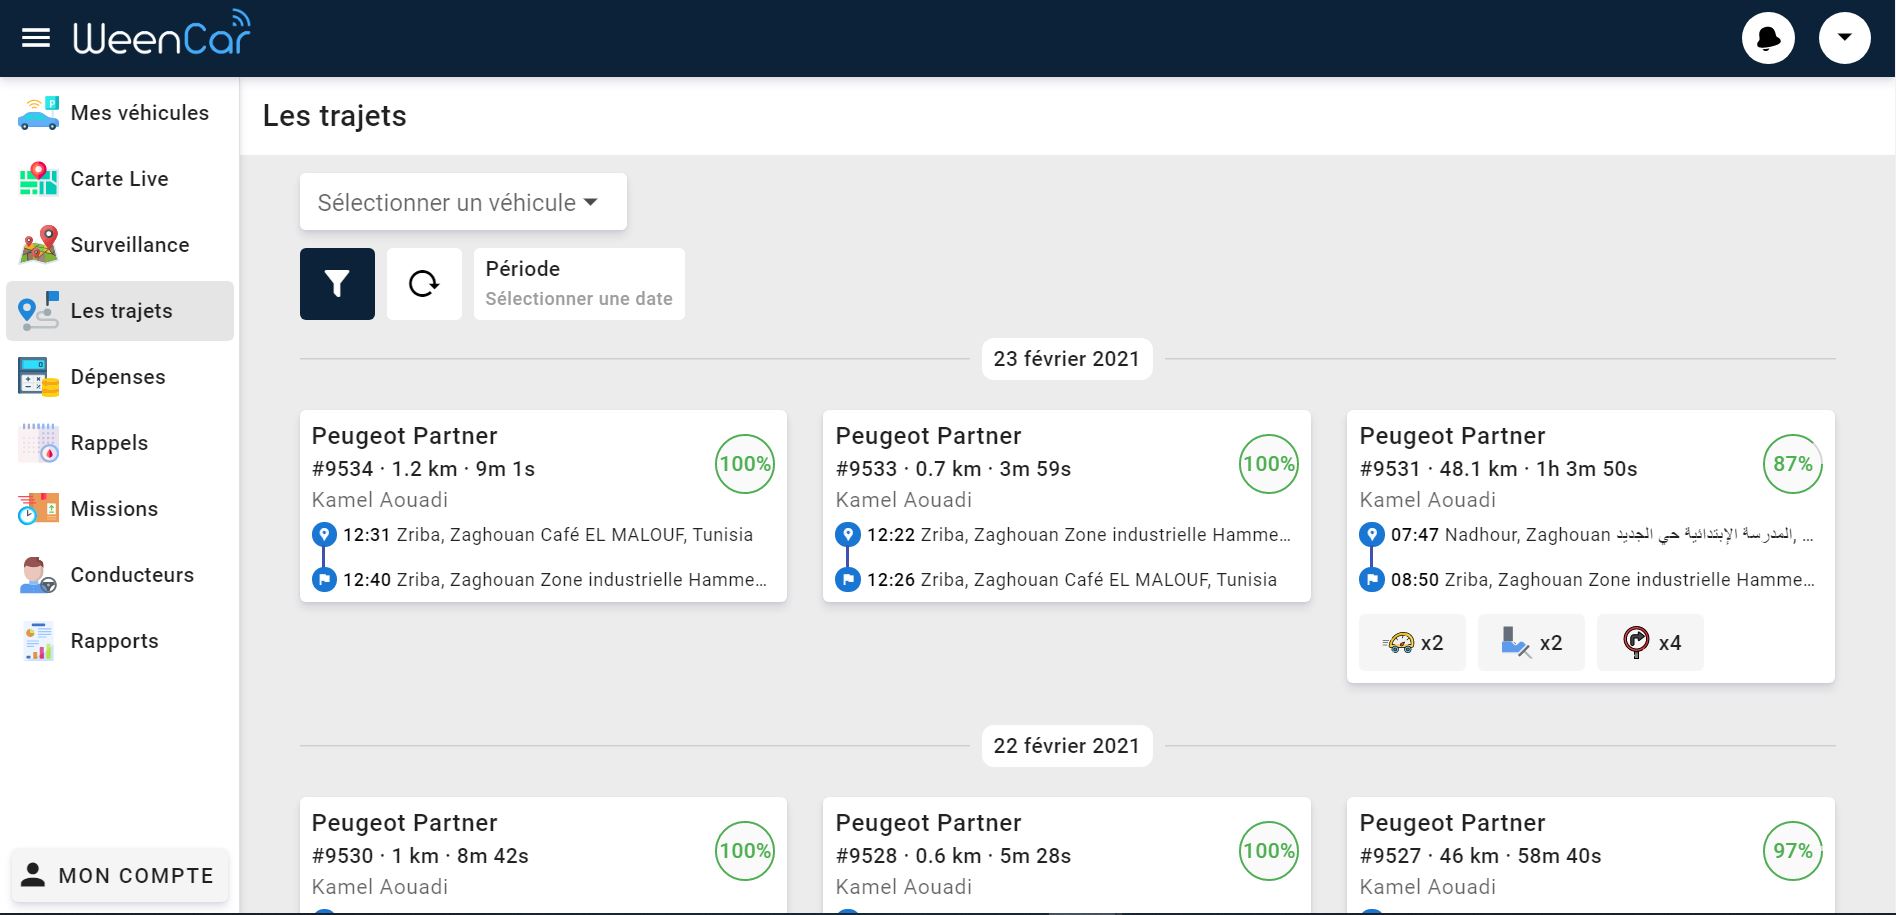 WeenCar
Mes véhicules
Carte Live
Surveillance
Les trajets
Dépenses
Rappels
Missions
Conducteurs
Rapports
MON COMPTE
Les trajets
Sélectionner un véhicule
Période
Sélectionner une date
23 février 2021
Peugeot Partner
#9534 · 1.2 km · 9m 1s
100%
Kamel Aouadi
12:31 Zriba, Zaghouan Café EL MALOUF, Tunisia
12:40 Zriba, Zaghouan Zone industrielle Hamme...
Peugeot Partner
#9533 · 0.7 km · 3m 59s
100%
Kamel Aouadi
12:22 Zriba, Zaghouan Zone industrielle Hamme...
12:26 Zriba, Zaghouan Café EL MALOUF, Tunisia
Peugeot Partner
#9531 · 48.1 km · 1h 3m 50s
87%
Kamel Aouadi
07:47 Nadhour, Zaghouan المدرسة الإبتدائية حي الجديد, ...
08:50 Zriba, Zaghouan Zone industrielle Hamme...
x2
x2
x4
22 février 2021
Peugeot Partner
#9530 · 1 km · 8m 42s
100%
Kamel Aouadi
Peugeot Partner
#9528 · 0.6 km · 5m 28s
100%
Kamel Aouadi
Peugeot Partner
#9527 · 46 km · 58m 40s
97%
Kamel Aouadi